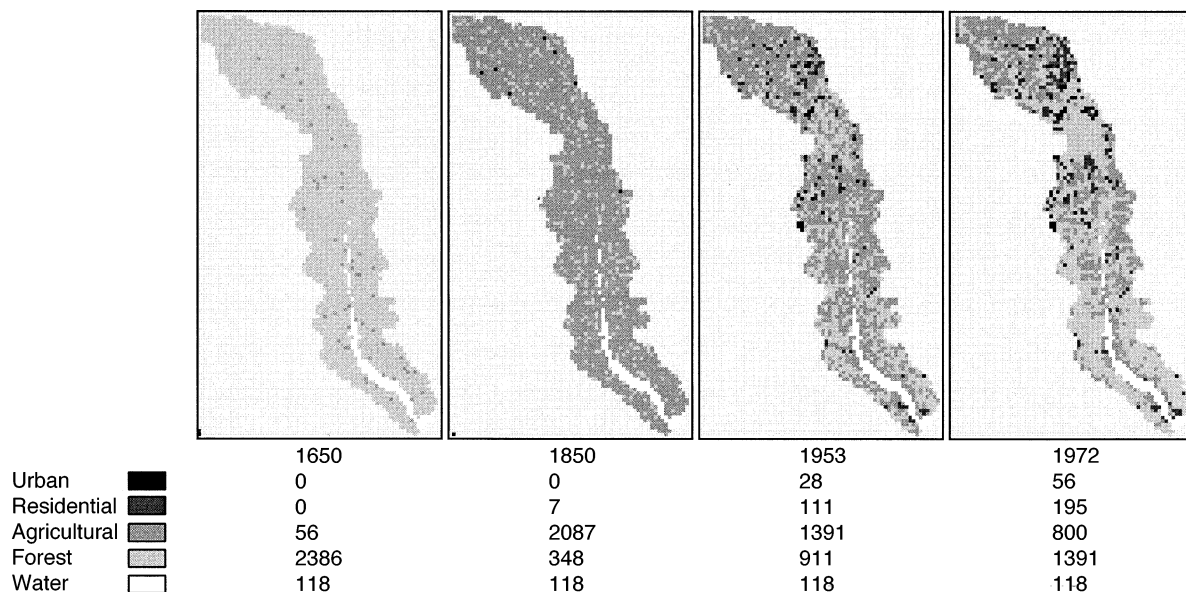 1650 1850 1953 1972
Urban 0 0 28 56
Residential 0 7 111 195
Agricultural 56 2087 1391 800
Forest 2386 348 911 1391
Water 118 118 118 118